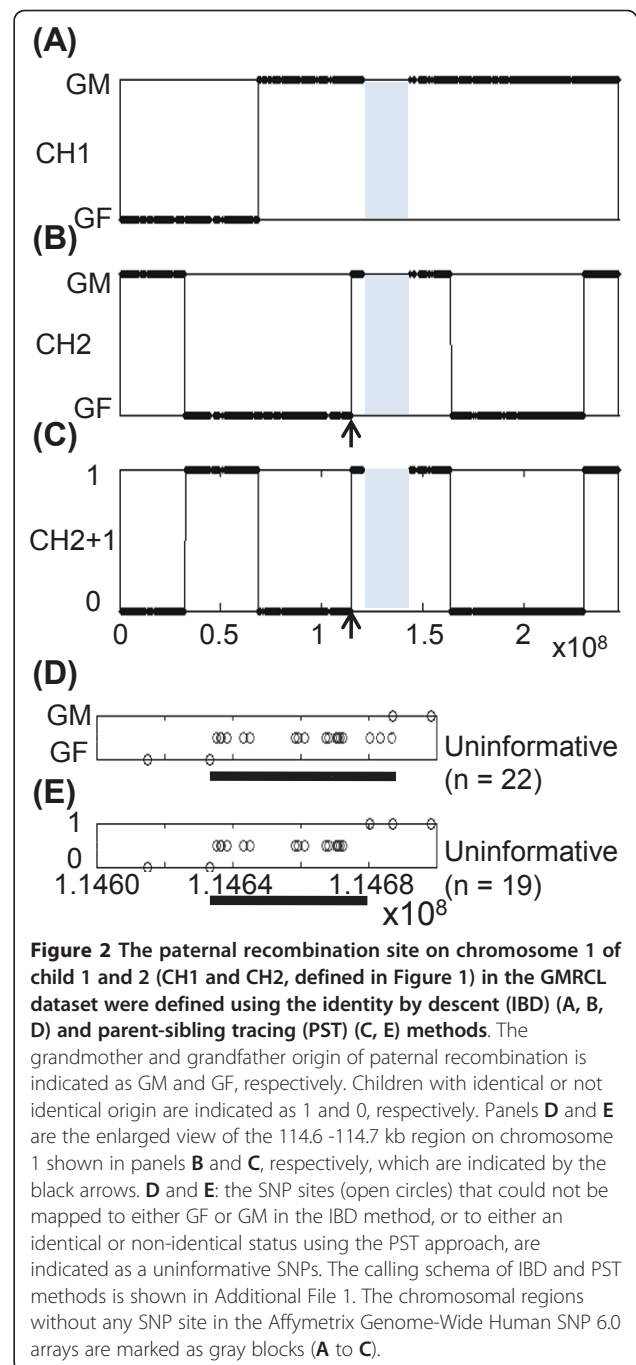 (A)
GM
CH1
GF
(B)
GM
CH2
GF
(C)
1
CH2+1
0
0 0.5 1 1.5 2 x10⁸
(D)
GM
GF
Uninformative
(n = 22)
(E)
1
0
Uninformative
(n = 19)
1.1460 1.1464 1.1468
x10⁸
Figure 2 The paternal recombination site on chromosome 1 of
child 1 and 2 (CH1 and CH2, defined in Figure 1) in the GMRCL
dataset were defined using the identity by descent (IBD) (A, B,
D) and parent-sibling tracing (PST) (C, E) methods. The
grandmother and grandfather origin of paternal recombination is
indicated as GM and GF, respectively. Children with identical or not
identical origin are indicated as 1 and 0, respectively. Panels D and E
are the enlarged view of the 114.6 -114.7 kb region on chromosome
1 shown in panels B and C, respectively, which are indicated by the
black arrows. D and E: the SNP sites (open circles) that could not be
mapped to either GF or GM in the IBD method, or to either an
identical or non-identical status using the PST approach, are
indicated as a uninformative SNPs. The calling schema of IBD and PST
methods is shown in Additional File 1. The chromosomal regions
without any SNP site in the Affymetrix Genome-Wide Human SNP 6.0
arrays are marked as gray blocks (A to C).